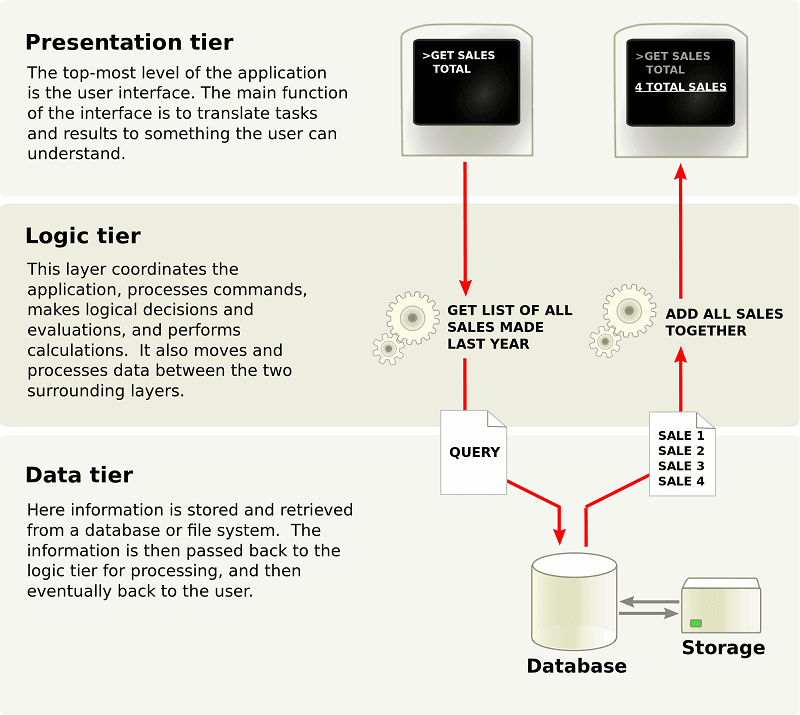 Presentation tier
The top-most level of the application
is the user interface. The main function
of the interface is to translate tasks
and results to something the user can
understand.
>GET SALES
TOTAL
>GET SALES
TOTAL
4 TOTAL SALES
Logic tier
This layer coordinates the
application, processes commands,
makes logical decisions and
evaluations, and performs
calculations.  It also moves and
processes data between the two
surrounding layers.
GET LIST OF ALL
SALES MADE
LAST YEAR
ADD ALL SALES
TOGETHER
Data tier
Here information is stored and retrieved
from a database or file system.  The
information is then passed back to the
logic tier for processing, and then
eventually back to the user.
QUERY
SALE 1
SALE 2
SALE 3
SALE 4
Database
Storage